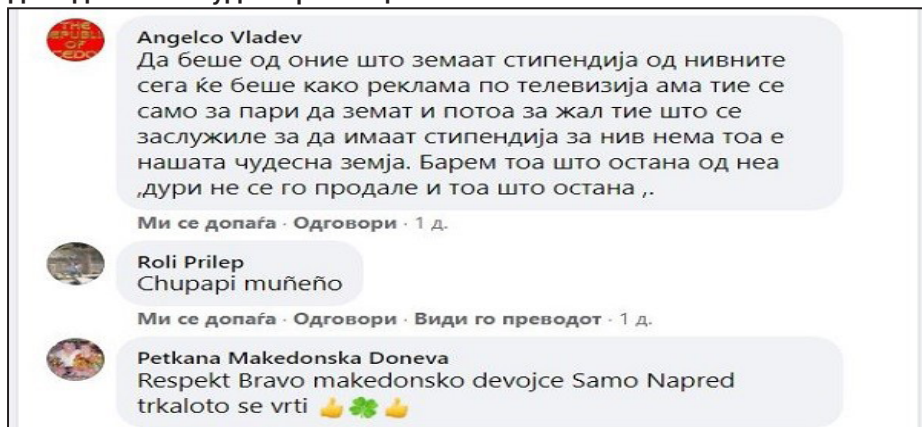 THE
REPUBLI
OF
CEDO
Angelco Vladev
Да беше од оние што земаат стипендија од нивните
сега ќе беше како реклама по телевизија ама тие се
само за пари да земат и потоа за жал тие што се
заслужиле за да имаат стипендија за нив нема тоа е
нашата чудесна земја. Барем тоа што остана од неа
,дури не се го продале и тоа што остана ,.
Ми се допаѓа · Одговори · 1 д.
Roli Prilep
Chupapi muñeño
Ми се допаѓа · Одговори · Види го преводот · 1 д.
Petkana Makedonska Doneva
Respekt Bravo makedonsko devojce Samo Napred
trkaloto se vrti 👍🍀👍